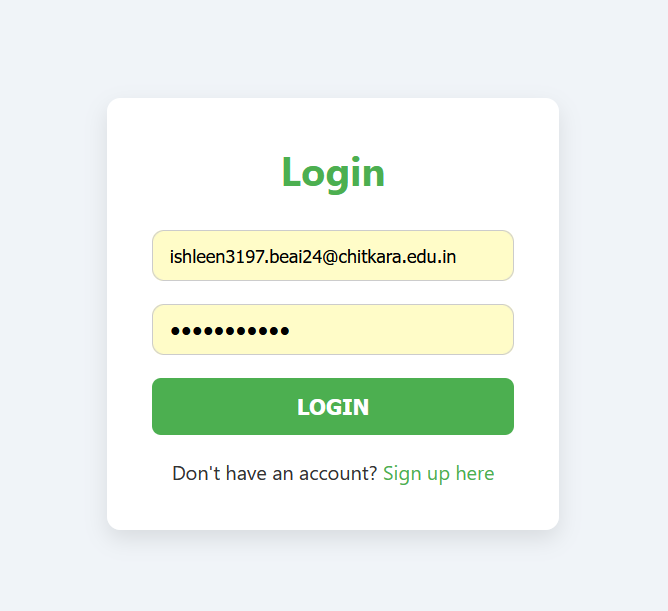 Login
ishleen3197.beai24@chitkara.edu.in
•••••••••••
LOGIN
Don't have an account? Sign up here